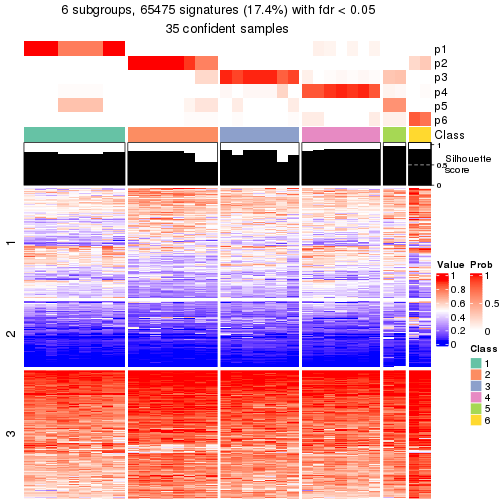 6 subgroups, 65475 signatures (17.4%) with fdr < 0.05
35 confident samples
p1
p2
p3
p4
p5
p6
Class
1
0.5
0
Silhouette
score
1
2
3
Value
1
0.8
0.6
0.4
0.2
0
Prob
1
0.5
0
Class
1
2
3
4
5
6